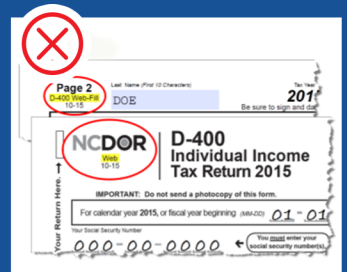 Page 2
D-400 Web-Fill
10-15
Last Name (First 10 Characters)
DOE
Tax Year
201
Be sure to sign and da
NCDOR
Web
10-15
D-400
Individual Income
Tax Return 2015
IMPORTANT: Do not send a photocopy of this form.
For calendar year 2015, or fiscal year beginning (MM-DD) 01 - 01
Your Return Here.
Your Social Security Number
000-00-0000
You must enter your
social security number(s)